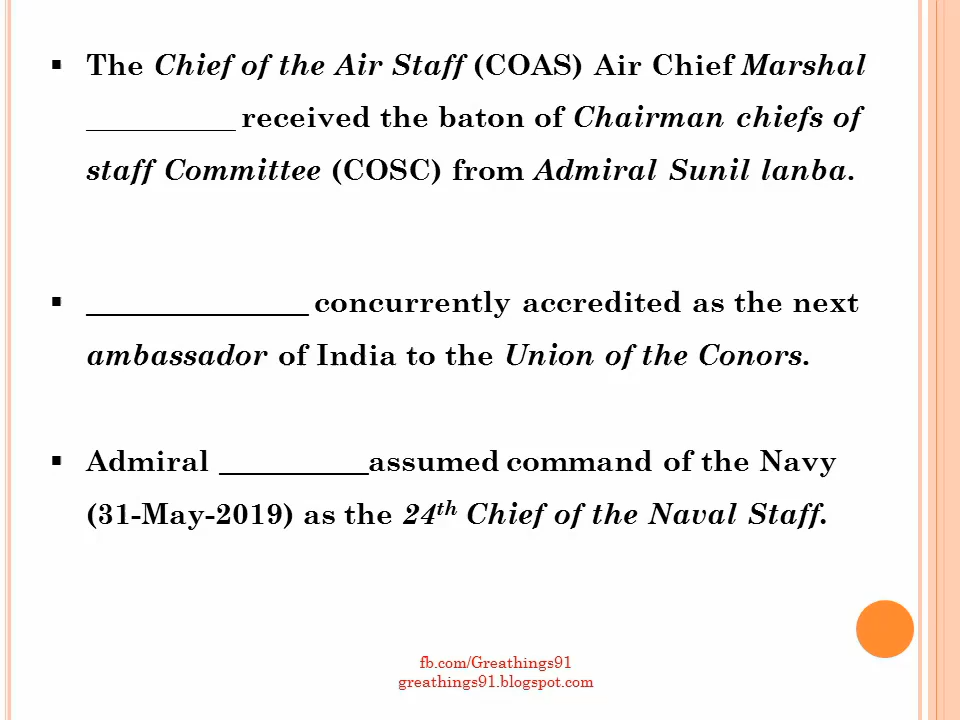 ▪ The Chief of the Air Staff (COAS) Air Chief Marshal
__________ received the baton of Chairman chiefs of
staff Committee (COSC) from Admiral Sunil lanba.
▪ _______________ concurrently accredited as the next
ambassador of India to the Union of the Conors.
▪ Admiral __________assumed command of the Navy
(31-May-2019) as the 24th Chief of the Naval Staff.
fb.com/Greathings91
greathings91.blogspot.com